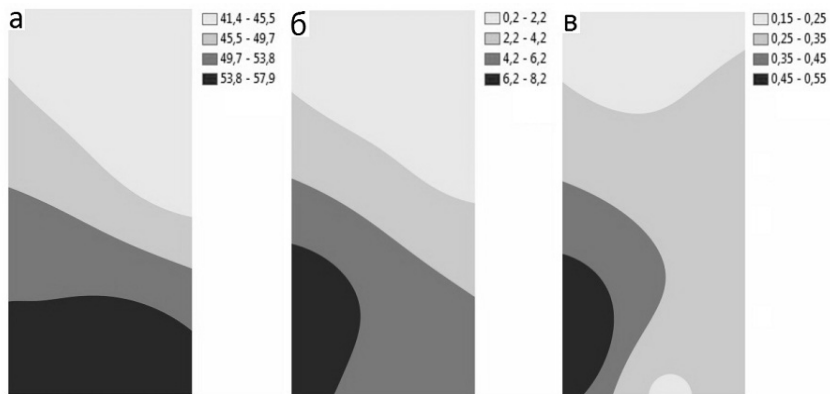 а
41,4 - 45,5
45,5 - 49,7
49,7 - 53,8
53,8 - 57,9
б
0,2 - 2,2
2,2 - 4,2
4,2 - 6,2
6,2 - 8,2
в
0,15 - 0,25
0,25 - 0,35
0,35 - 0,45
0,45 - 0,55